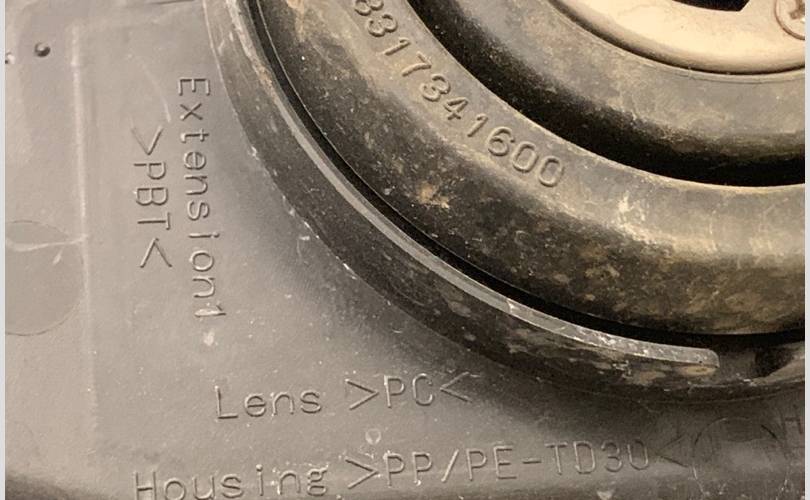 8317341600
Extension1
>PBT<
Lens >PC<
Housing >PP/PE-TD30<